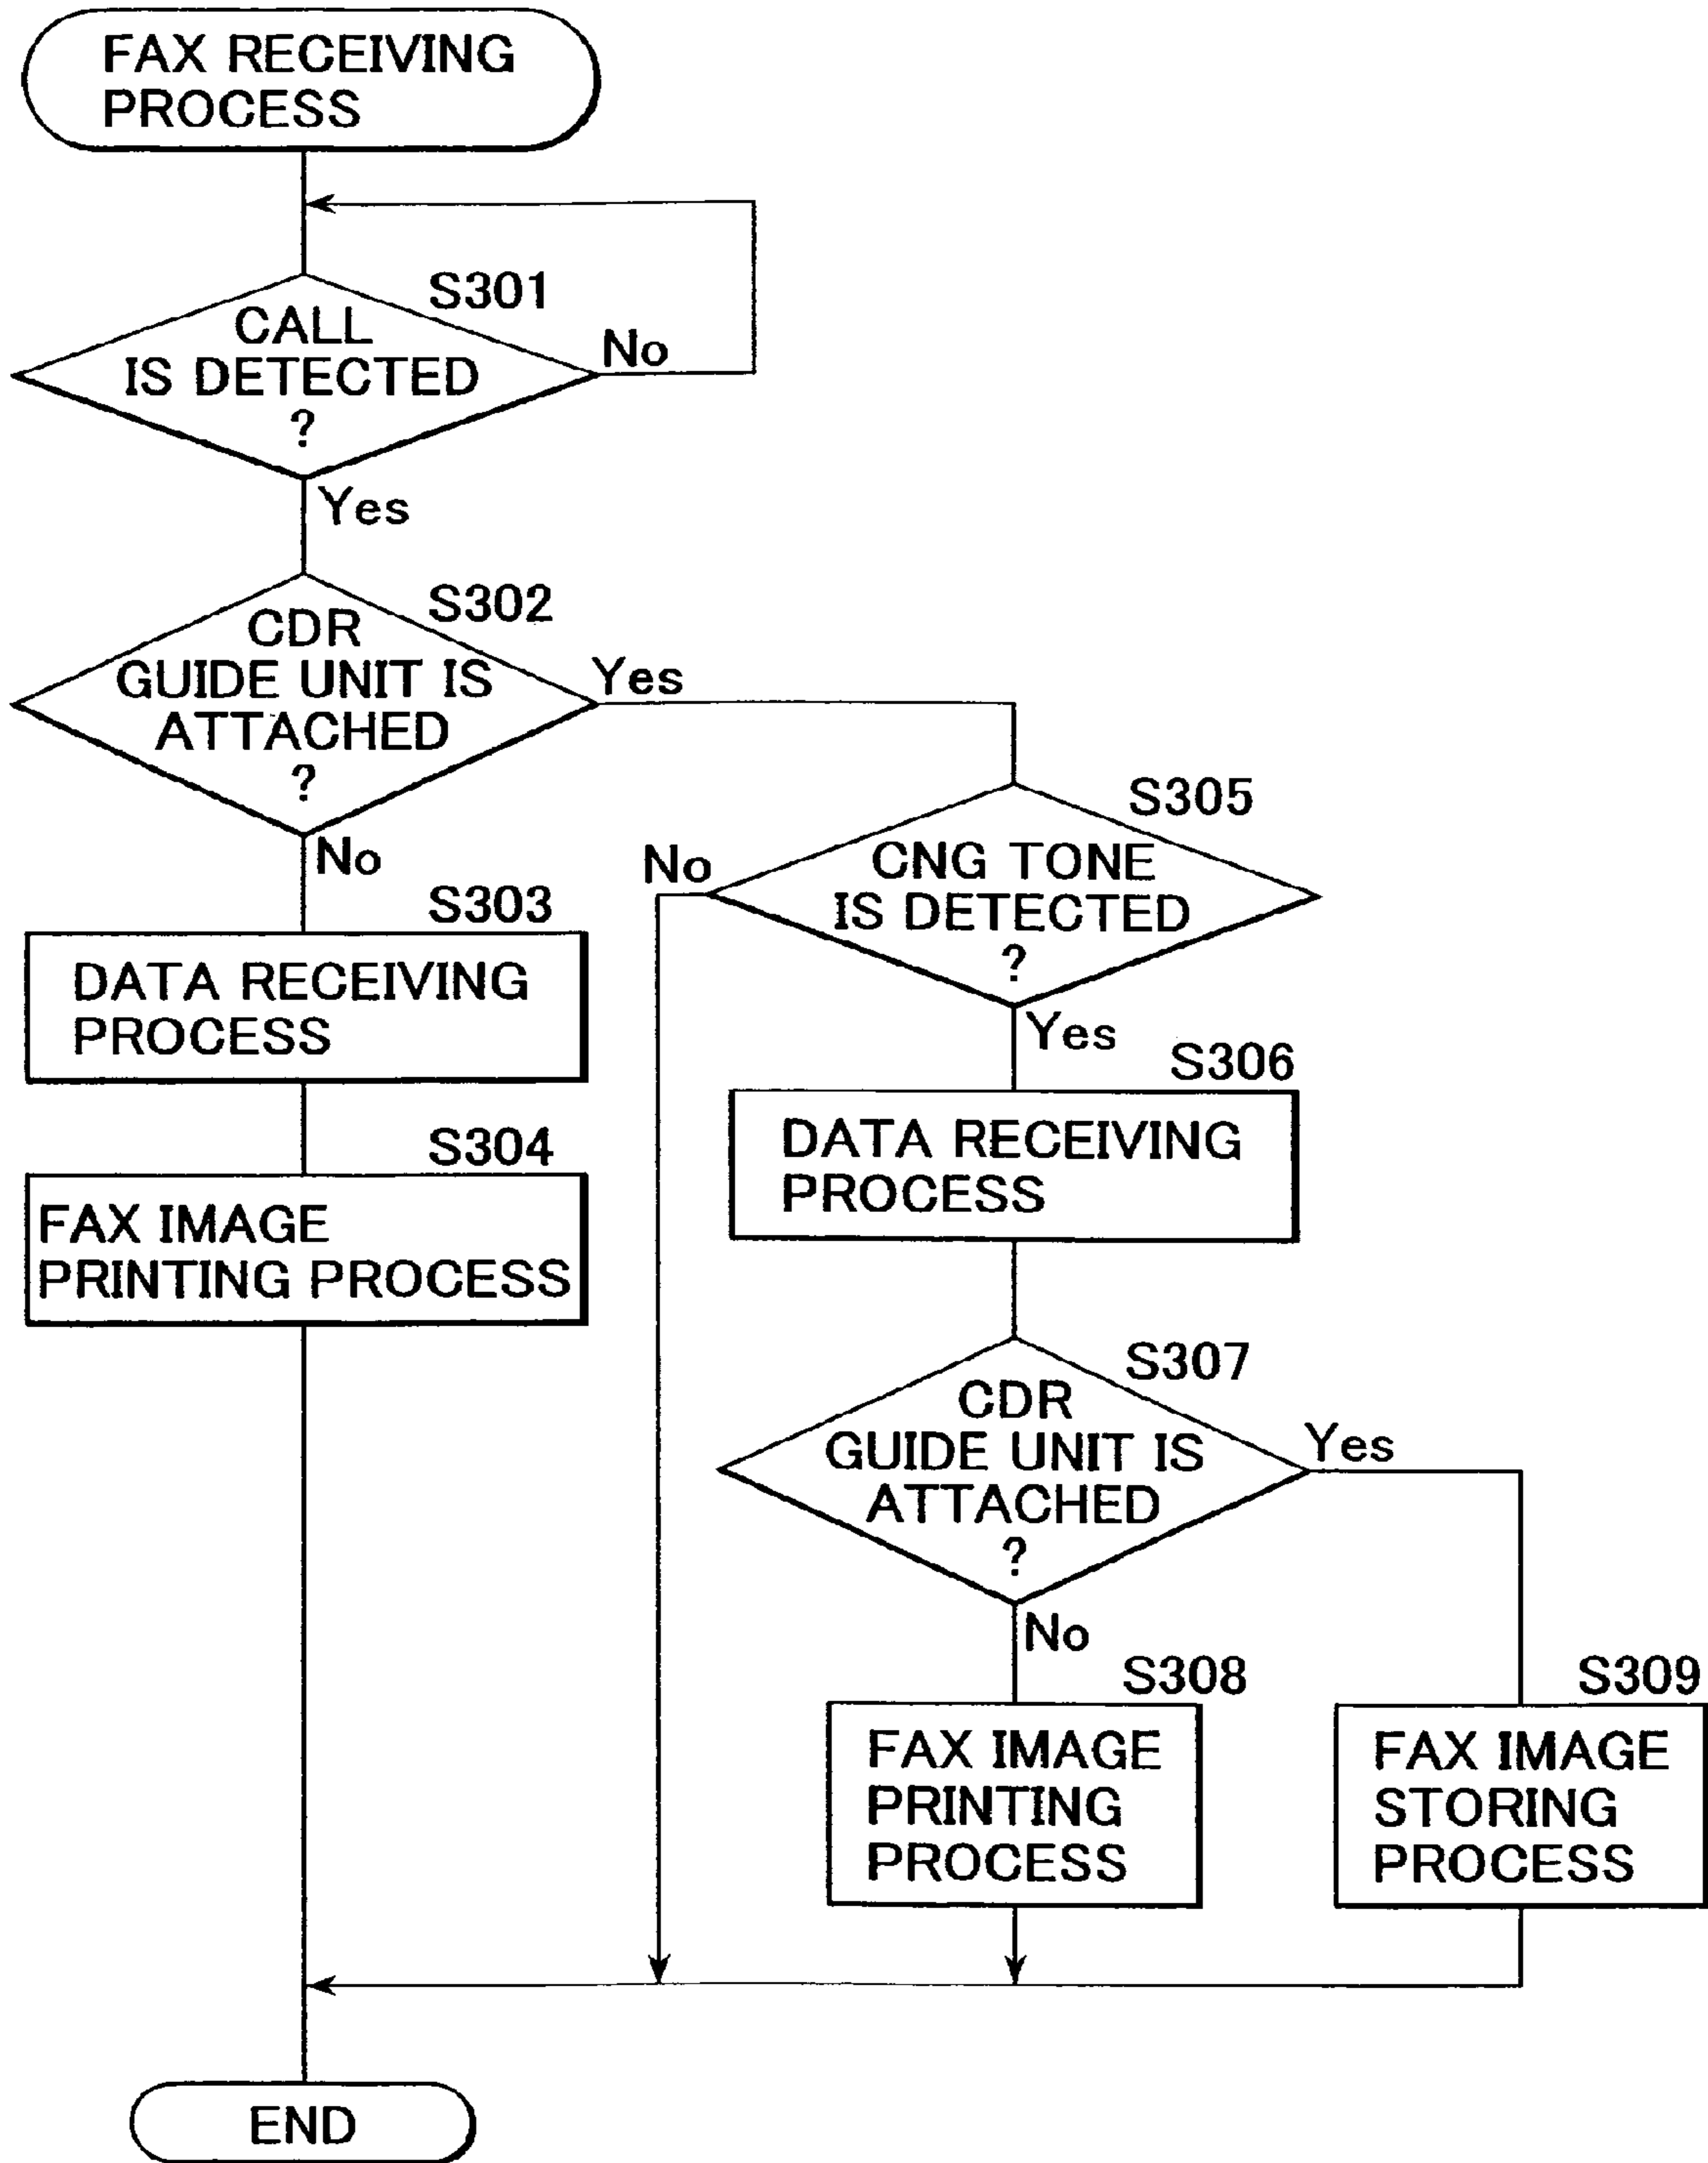 FAX RECEIVING
PROCESS
S301
CALL
IS DETECTED
?
No
Yes
S302
CDR
GUIDE UNIT IS
ATTACHED
?
Yes
No
S303
DATA RECEIVING
PROCESS
S304
FAX IMAGE
PRINTING PROCESS
S305
CNG TONE
IS DETECTED
?
No
Yes
S306
DATA RECEIVING
PROCESS
S307
CDR
GUIDE UNIT IS
ATTACHED
?
Yes
No
S308
FAX IMAGE
PRINTING
PROCESS
S309
FAX IMAGE
STORING
PROCESS
END